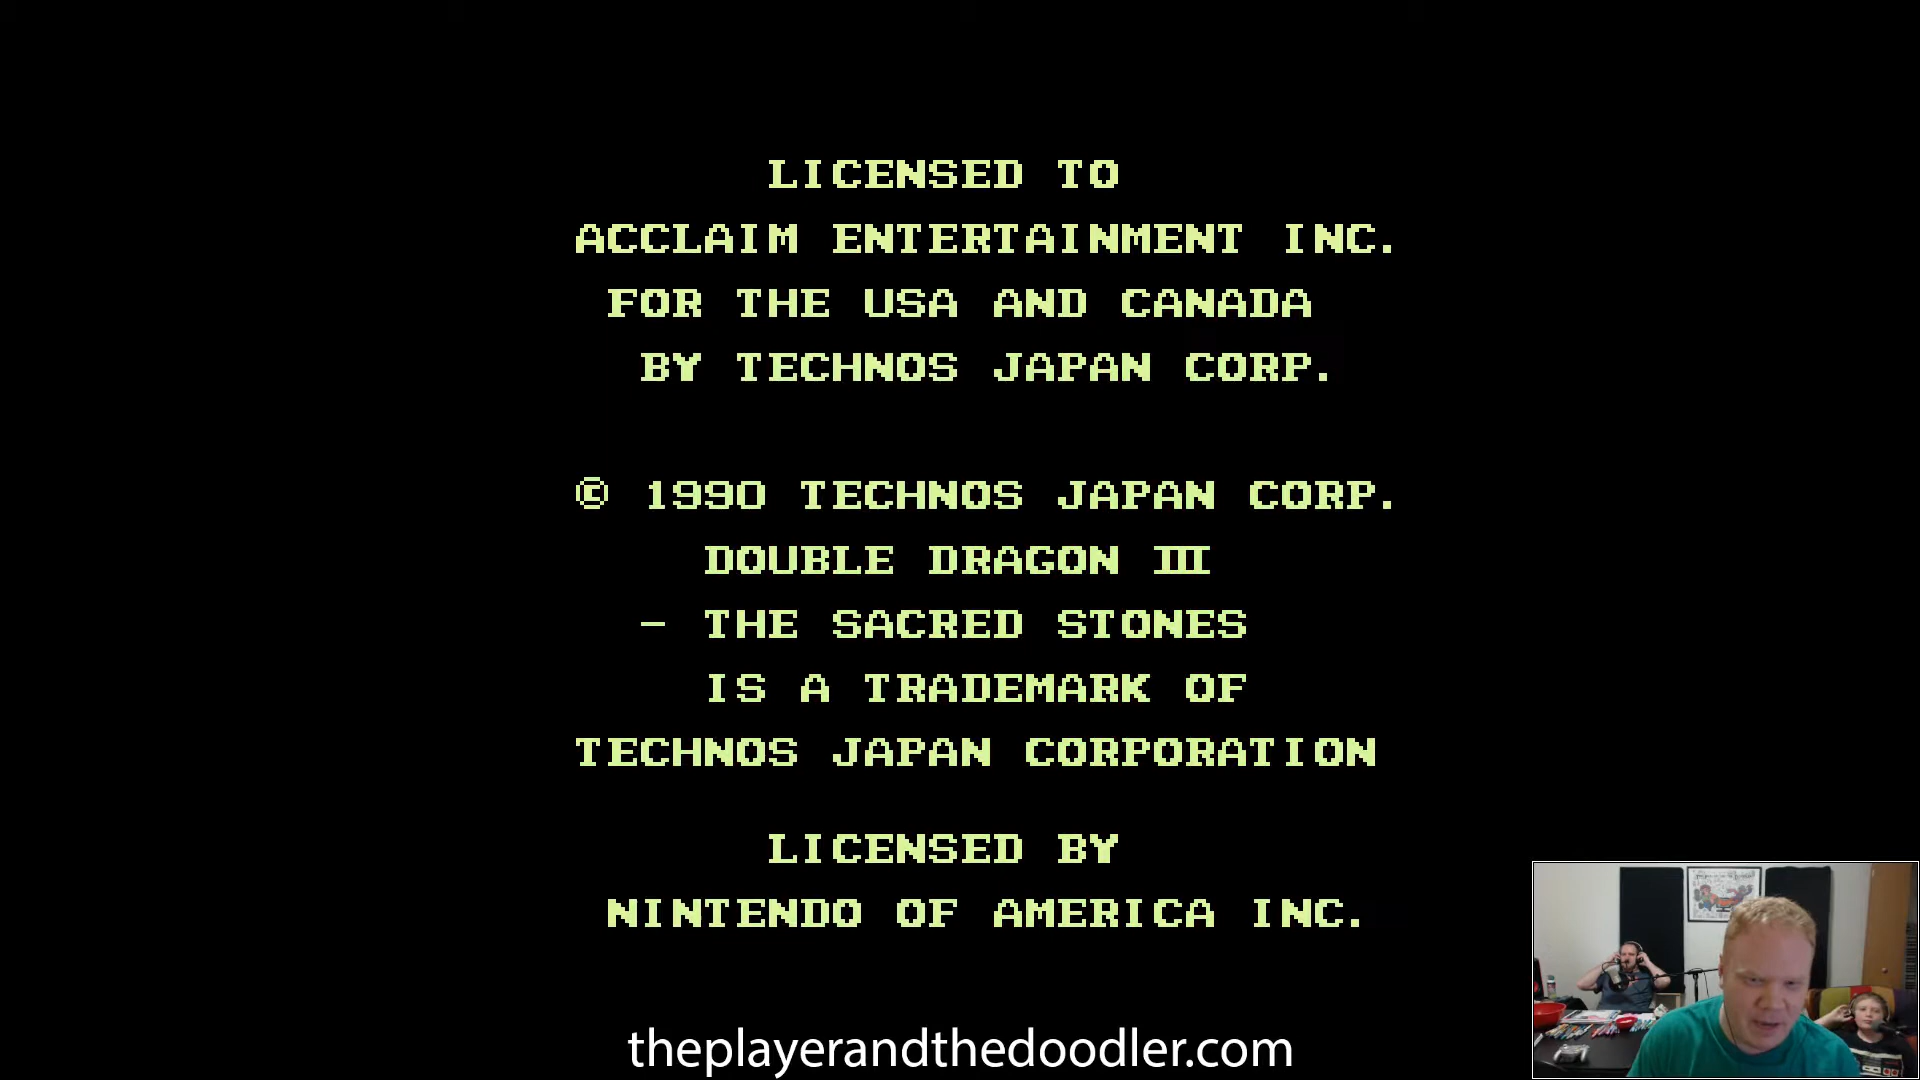 LICENSED TO
ACCLAIM ENTERTAINMENT INC.
FOR THE USA AND CANADA
BY TECHNOS JAPAN CORP.
© 1990 TECHNOS JAPAN CORP.
DOUBLE DRAGON III
- THE SACRED STONES
IS A TRADEMARK OF
TECHNOS JAPAN CORPORATION
LICENSED BY
NINTENDO OF AMERICA INC.
theplayerandthedoodler.com